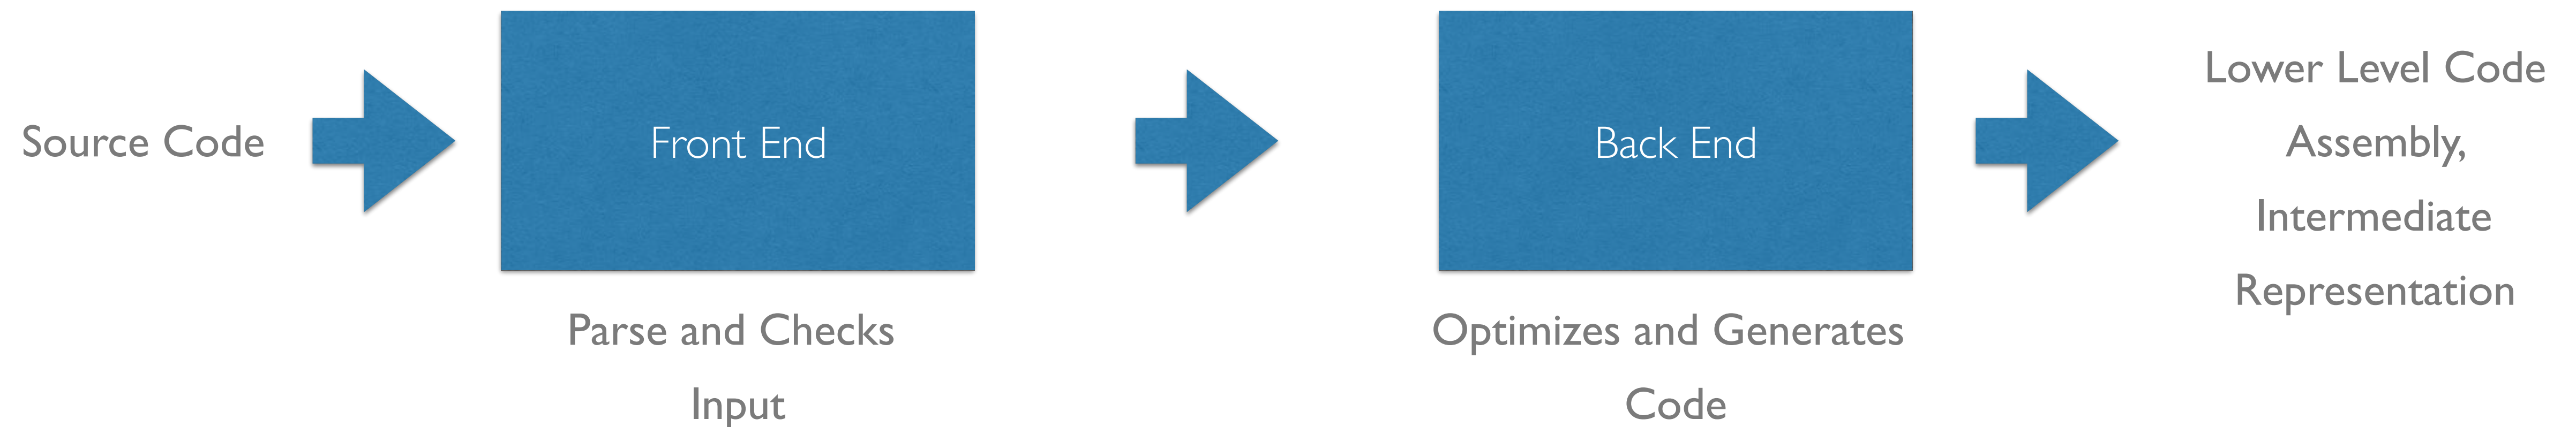 Source Code
Front End
Parse and Checks
Input
Back End
Optimizes and Generates
Code
Lower Level Code
Assembly,
Intermediate
Representation